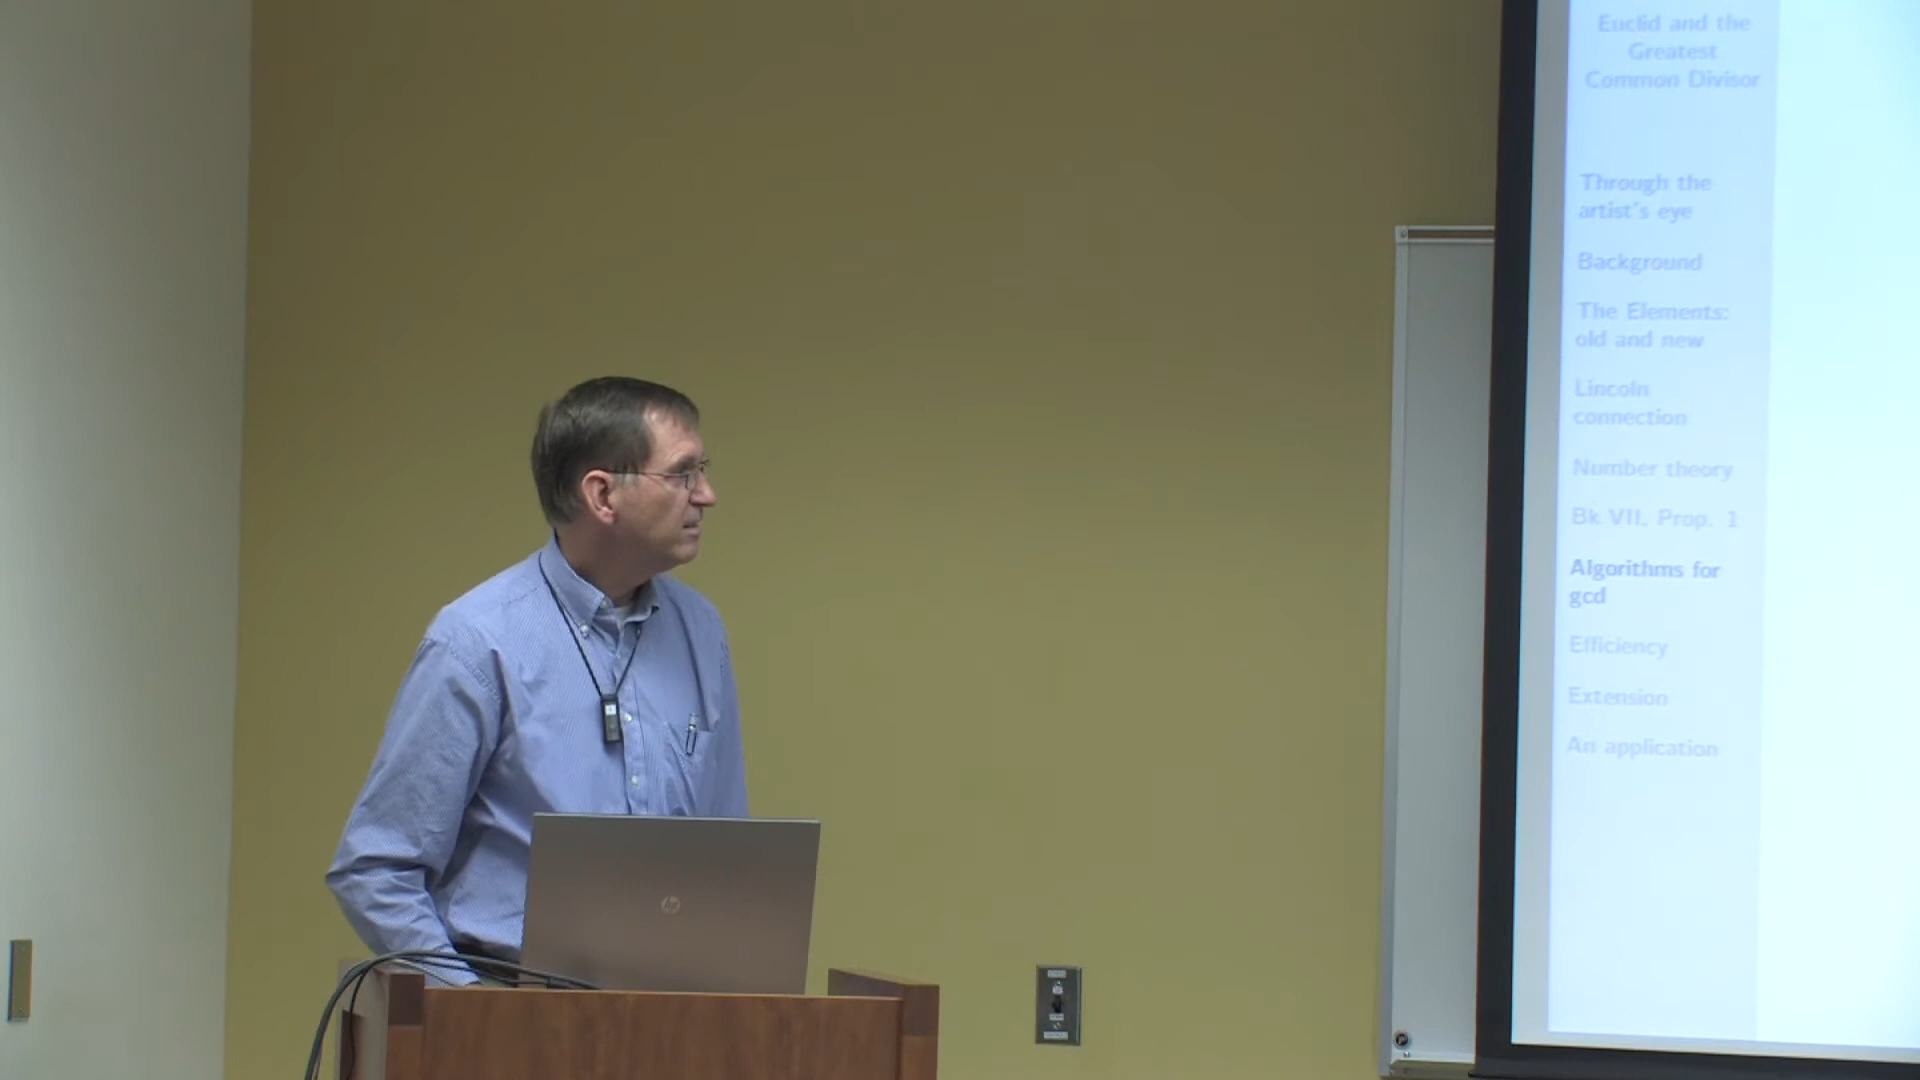 Euclid and the
Greatest
Common Divisor
Through the
artist's eye
Background
The Elements:
old and new
Lincoln
connection
Number theory
Bk VII, Prop. 1
Algorithms for
gcd
Efficiency
Extension
An application
hp